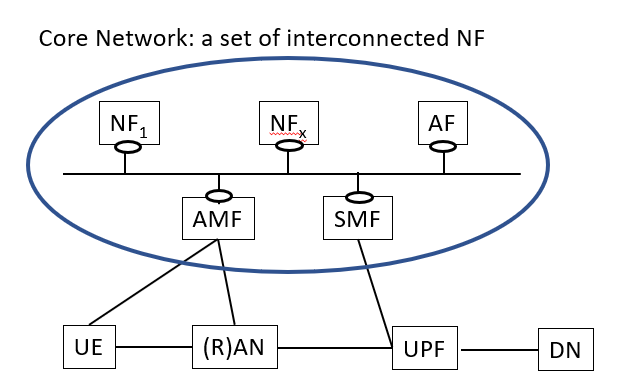 Core Network: a set of interconnected NF
NF1 NFx AF
AMF SMF
UE (R)AN UPF DN